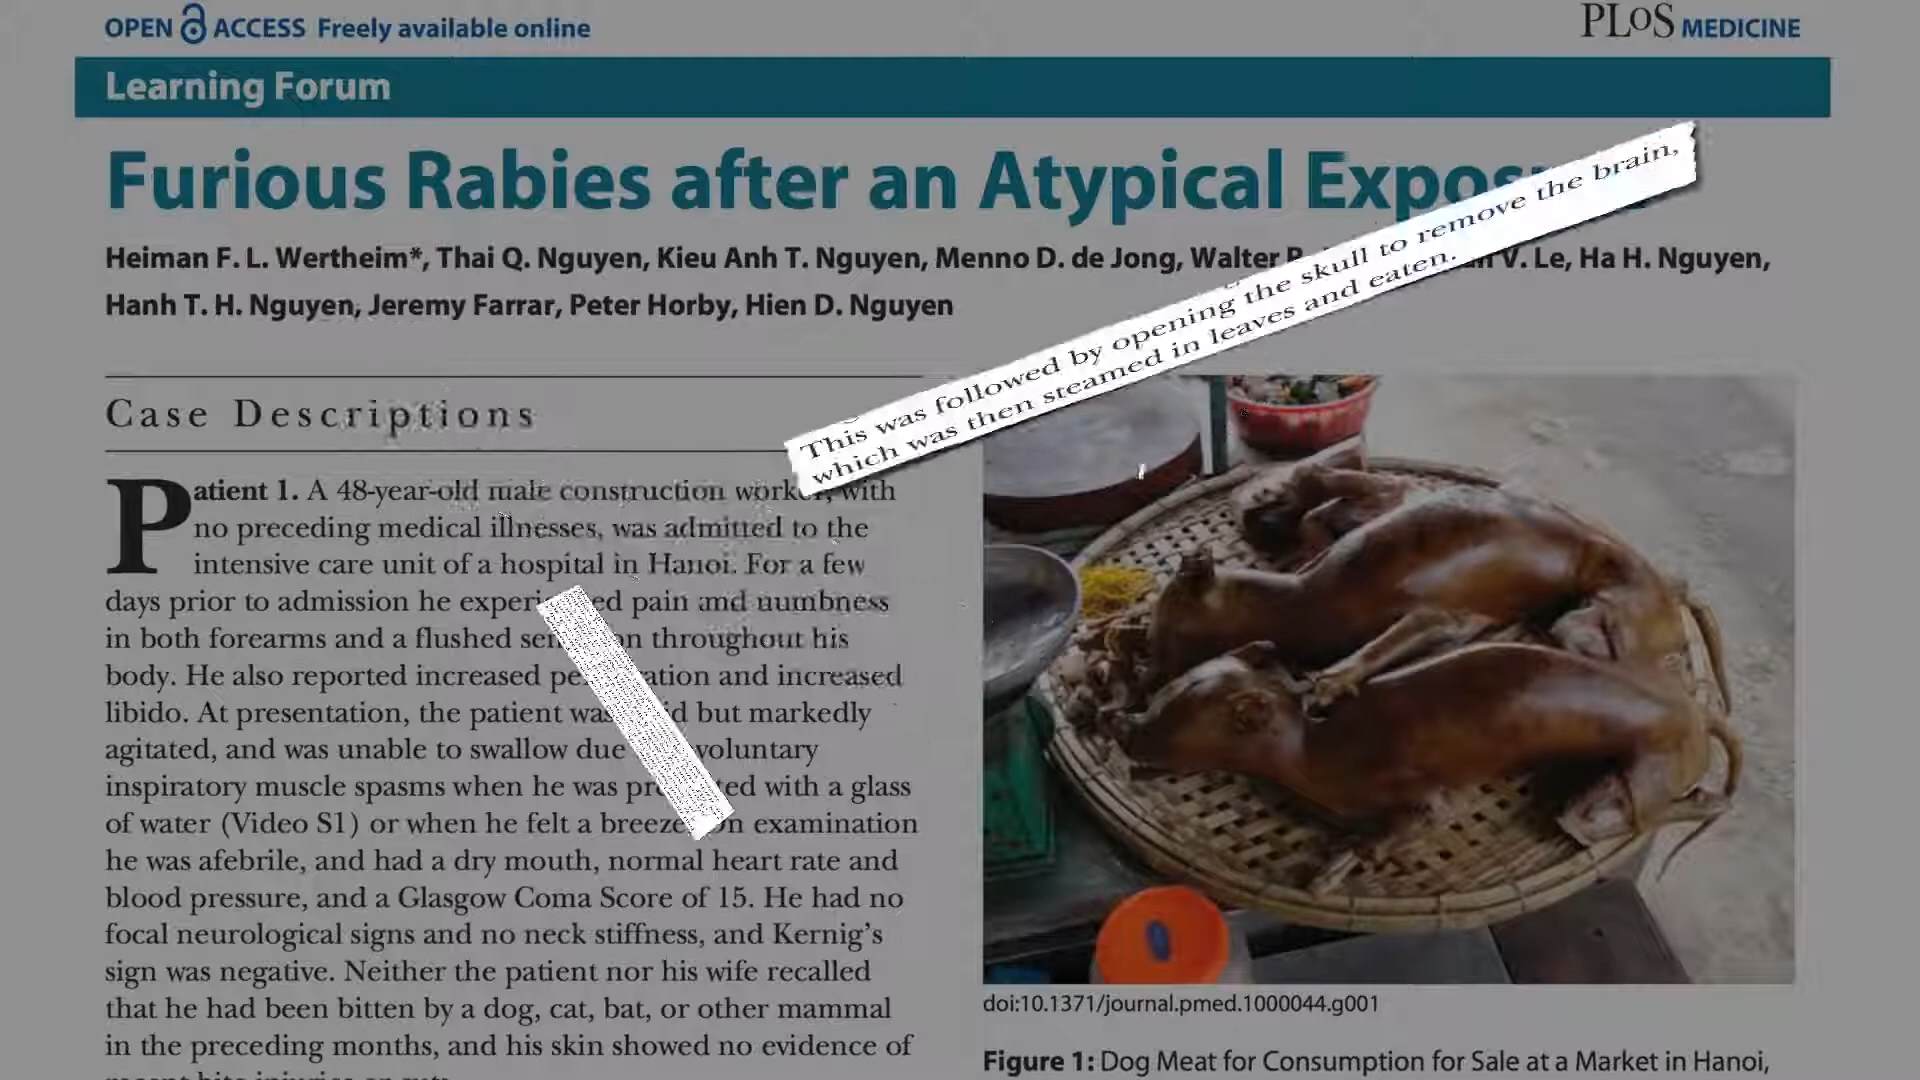 OPEN ACCESS Freely available online
PLoS MEDICINE
Learning Forum
Furious Rabies after an Atypical
Heiman F. L. Wertheim*, Thai Q. Nguyen, Kieu Anh T. Nguyen, Menno D. de Jong, Walter V. Le, Ha H. Nguyen,
Hanh T. H. Nguyen, Jeremy Farrar, Peter Horby, Hien D. Nguyen
This was followed by opening the skull to remove the brain,
which was then steamed in leaves and eaten.
Case Descriptions
Patient 1. A 48-year-old male construction worker, with
no preceding medical illnesses, was admitted to the
intensive care unit of a hospital in Hanoi. For a few
days prior to admission he pain and numbness
in both forearms and a flushed throughout his
body. He also reported increased and increased
libido. At presentation, the patient was but markedly
agitated, and was unable to swallow due voluntary
inspiratory muscle spasms when he was with a glass
of water (Video S1) or when he felt a breeze. On examination
he was afebrile, and had a dry mouth, normal heart rate and
blood pressure, and a Glasgow Coma Score of 15. He had no
focal neurological signs and no neck stiffness, and Kernig's
sign was negative. Neither the patient nor his wife recalled
that he had been bitten by a dog, cat, bat, or other mammal
in the preceding months, and his skin showed no evidence of
doi:10.1371/journal.pmed.1000044.g001
Figure 1: Dog Meat for Consumption for Sale at a Market in Hanoi,